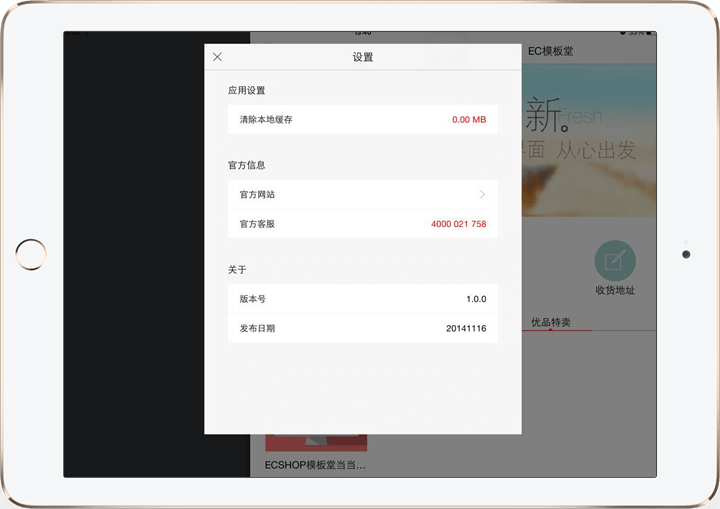 13:40
33%
EC模板堂
设置
应用设置
清除本地缓存 0.00 MB
官方信息
官方网站
官方客服 4000 021 758
关于
版本号 1.0.0
发布日期 20141116
新。
Fresh
界面 从心出发
收货地址
优品特卖
ECSHOP模板堂当当...